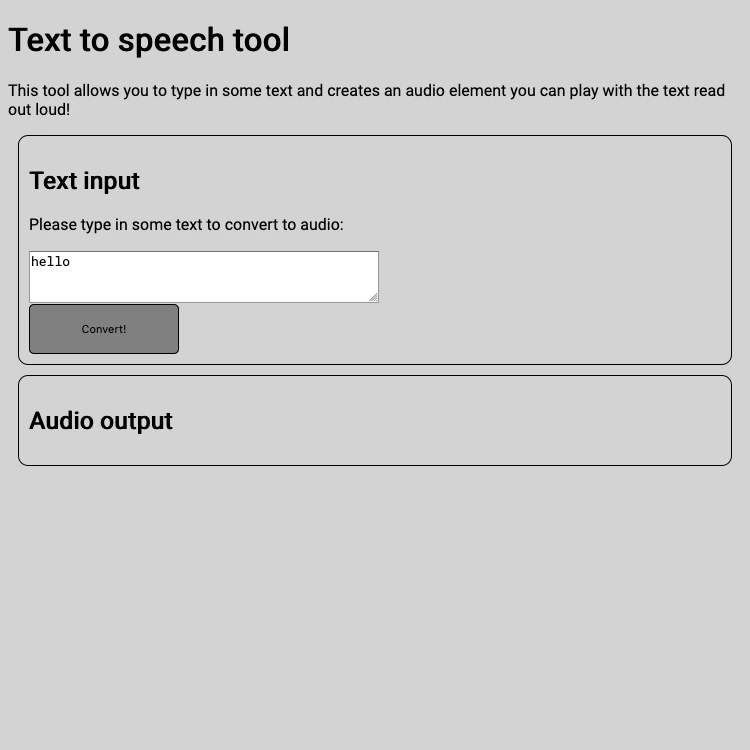 Text to speech tool
This tool allows you to type in some text and creates an audio element you can play with the text read
out loud!
Text input
Please type in some text to convert to audio:
hello
Convert!
Audio output